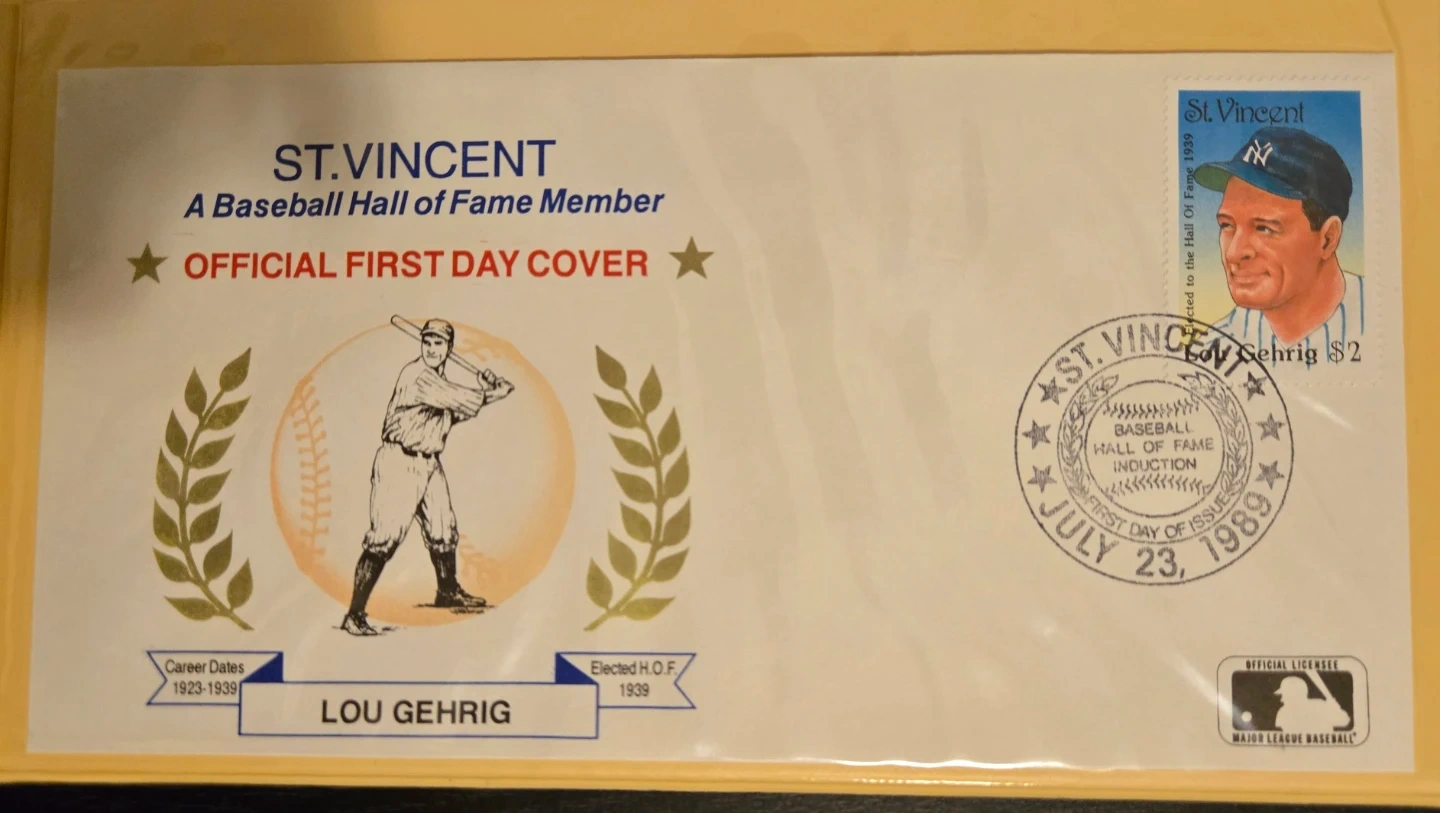 ST.VINCENT
A Baseball Hall of Fame Member
OFFICIAL FIRST DAY COVER
Career Dates
1923-1939
LOU GEHRIG
Elected H.O.F.
1939
St. Vincent
Elected to the Hall Of Fame 1939
NY
Lou Gehrig $2
ST. VINCENT
BASEBALL
HALL OF FAME
INDUCTION
FIRST DAY OF ISSUE
JULY 23, 1989
OFFICIAL LICENSEE
MAJOR LEAGUE BASEBALL